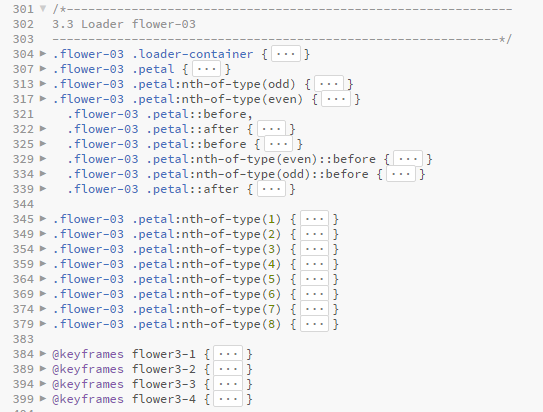 301 /*------------------------------------------------------------
302 3.3 Loader flower-03
303 ------------------------------------------------------------*/
304 .flower-03 .loader-container { ... }
307 .flower-03 .petal { ... }
313 .flower-03 .petal:nth-of-type(odd) { ... }
317 .flower-03 .petal:nth-of-type(even) { ... }
321 .flower-03 .petal::before,
322 .flower-03 .petal::after { ... }
325 .flower-03 .petal::before { ... }
329 .flower-03 .petal:nth-of-type(even)::before { ... }
334 .flower-03 .petal:nth-of-type(odd)::before { ... }
339 .flower-03 .petal::after { ... }
344
345 .flower-03 .petal:nth-of-type(1) { ... }
349 .flower-03 .petal:nth-of-type(2) { ... }
354 .flower-03 .petal:nth-of-type(3) { ... }
359 .flower-03 .petal:nth-of-type(4) { ... }
364 .flower-03 .petal:nth-of-type(5) { ... }
369 .flower-03 .petal:nth-of-type(6) { ... }
374 .flower-03 .petal:nth-of-type(7) { ... }
379 .flower-03 .petal:nth-of-type(8) { ... }
383
384 @keyframes flower3-1 { ... }
389 @keyframes flower3-2 { ... }
394 @keyframes flower3-3 { ... }
399 @keyframes flower3-4 { ... }